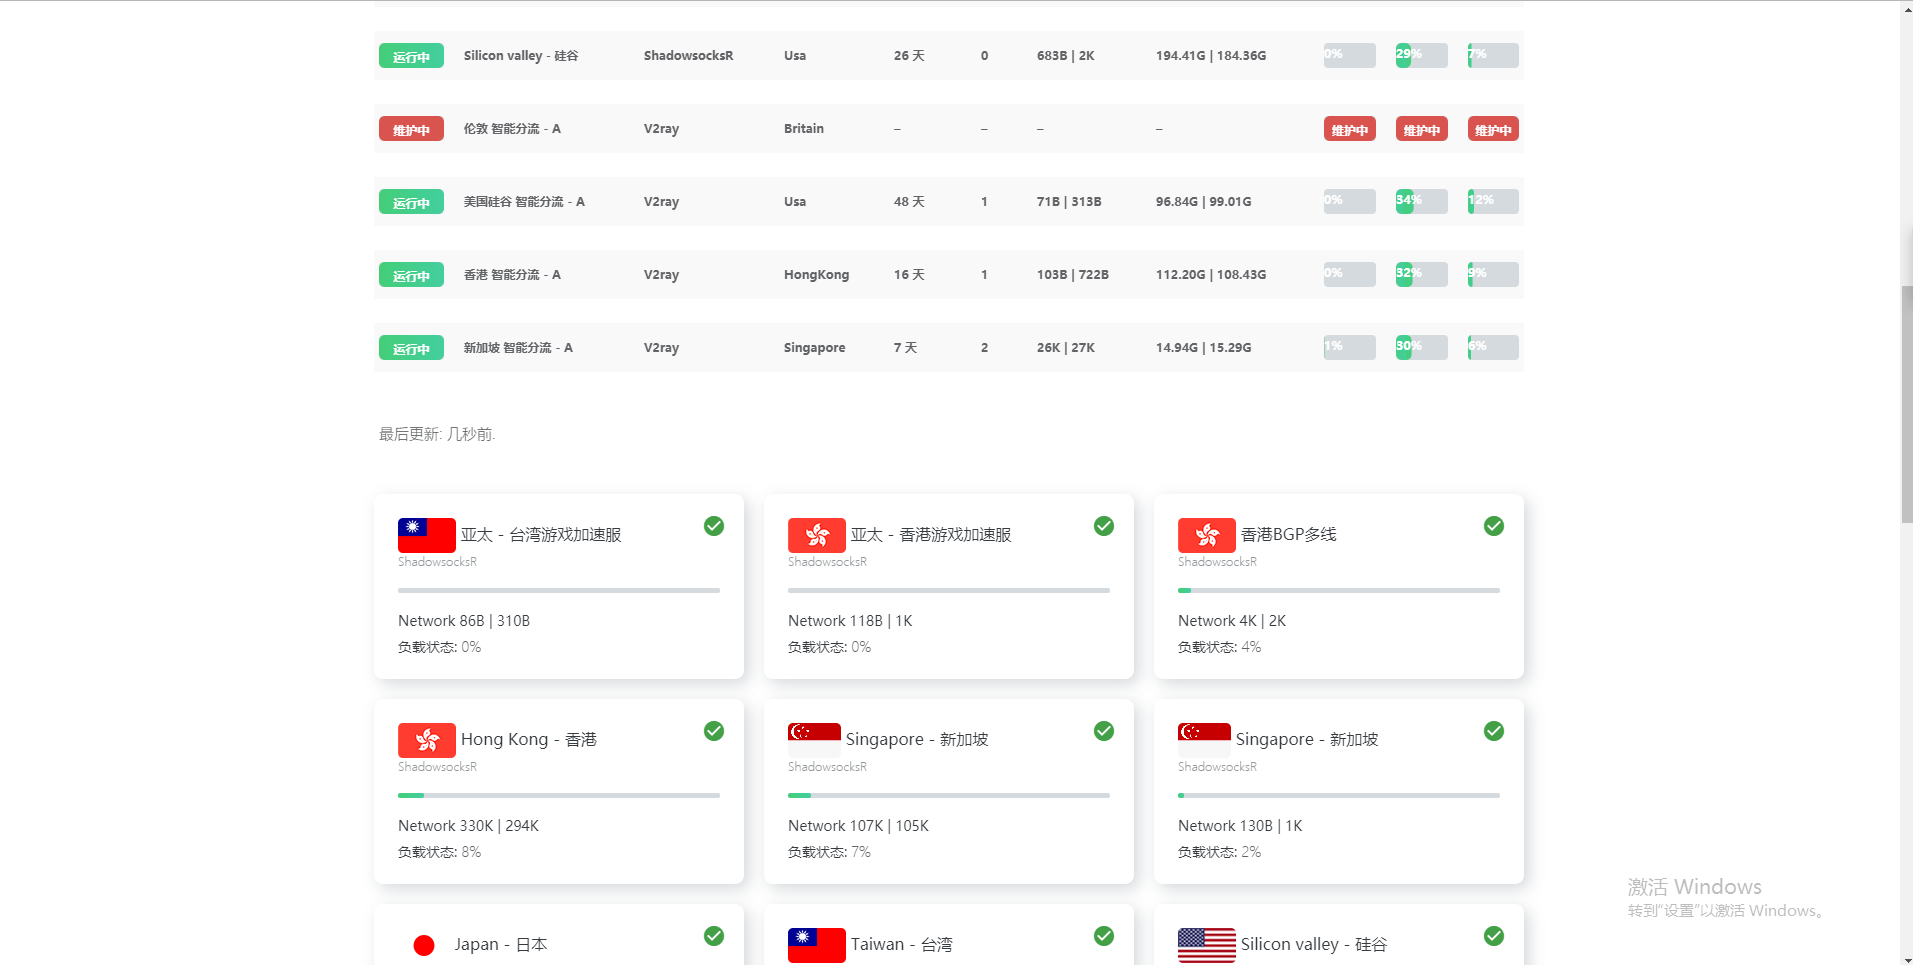 运行中 Silicon valley - 硅谷 ShadowsocksR Usa 26 天 0 683B | 2K 194.41G | 184.36G 0% 29% 7%
维护中 伦敦 智能分流 - A V2ray Britain – – – – 维护中 维护中 维护中
运行中 美国硅谷 智能分流 - A V2ray Usa 48 天 1 71B | 313B 96.84G | 99.01G 0% 34% 12%
运行中 香港 智能分流 - A V2ray HongKong 16 天 1 103B | 722B 112.20G | 108.43G 0% 32% 9%
运行中 新加坡 智能分流 - A V2ray Singapore 7 天 2 26K | 27K 14.94G | 15.29G 1% 30% 6%
最后更新: 几秒前.
亚太 - 台湾游戏加速服
ShadowsocksR
Network 86B | 310B
负载状态: 0%
亚太 - 香港游戏加速服
ShadowsocksR
Network 118B | 1K
负载状态: 0%
香港BGP多线
ShadowsocksR
Network 4K | 2K
负载状态: 4%
Hong Kong - 香港
ShadowsocksR
Network 330K | 294K
负载状态: 8%
Singapore - 新加坡
ShadowsocksR
Network 107K | 105K
负载状态: 7%
Singapore - 新加坡
ShadowsocksR
Network 130B | 1K
负载状态: 2%
Japan - 日本
Taiwan - 台湾
Silicon valley - 硅谷
激活 Windows
转到“设置”以激活 Windows。